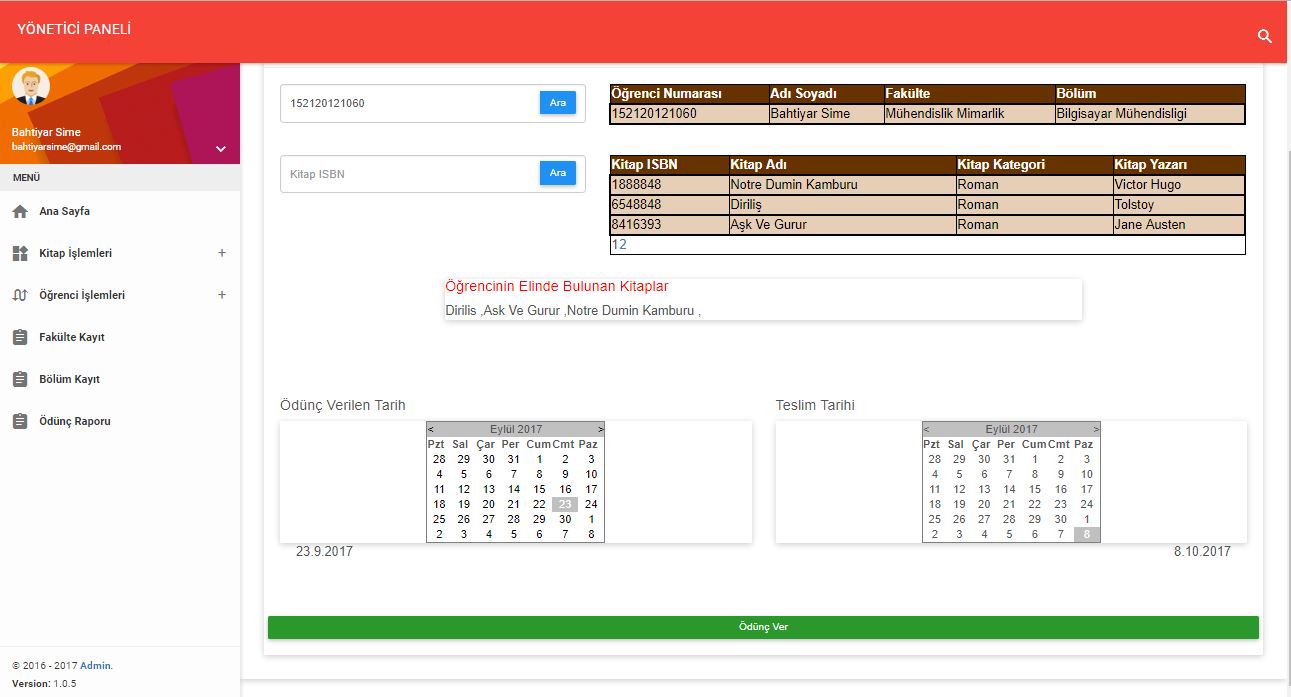 YÖNETİCİ PANELİ
Bahtiyar Sime
bahtiyarsime@gmail.com
MENÜ
Ana Sayfa
Kitap İşlemleri +
Öğrenci İşlemleri +
Fakülte Kayıt
Bölüm Kayıt
Ödünç Raporu
© 2016 - 2017 Admin.
Version: 1.0.5
152120121060 Ara
Öğrenci Numarası Adı Soyadı Fakülte Bölüm
152120121060 Bahtiyar Sime Mühendislik Mimarlik Bilgisayar Mühendisligi
Kitap ISBN Ara
Kitap ISBN Kitap Adı Kitap Kategori Kitap Yazarı
1888848 Notre Dumin Kamburu Roman Victor Hugo
6548848 Diriliş Roman Tolstoy
8416393 Aşk Ve Gurur Roman Jane Austen
12
Öğrencinin Elinde Bulunan Kitaplar
Dirilis ,Ask Ve Gurur ,Notre Dumin Kamburu ,
Ödünç Verilen Tarih
< Eylül 2017 >
Pzt Sal Çar Per Cum Cmt Paz
28 29 30 31 1 2 3
4 5 6 7 8 9 10
11 12 13 14 15 16 17
18 19 20 21 22 23 24
25 26 27 28 29 30 1
2 3 4 5 6 7 8
23.9.2017
Teslim Tarihi
< Eylül 2017 >
Pzt Sal Çar Per Cum Cmt Paz
28 29 30 31 1 2 3
4 5 6 7 8 9 10
11 12 13 14 15 16 17
18 19 20 21 22 23 24
25 26 27 28 29 30 1
2 3 4 5 6 7 8
8.10.2017
Ödünç Ver